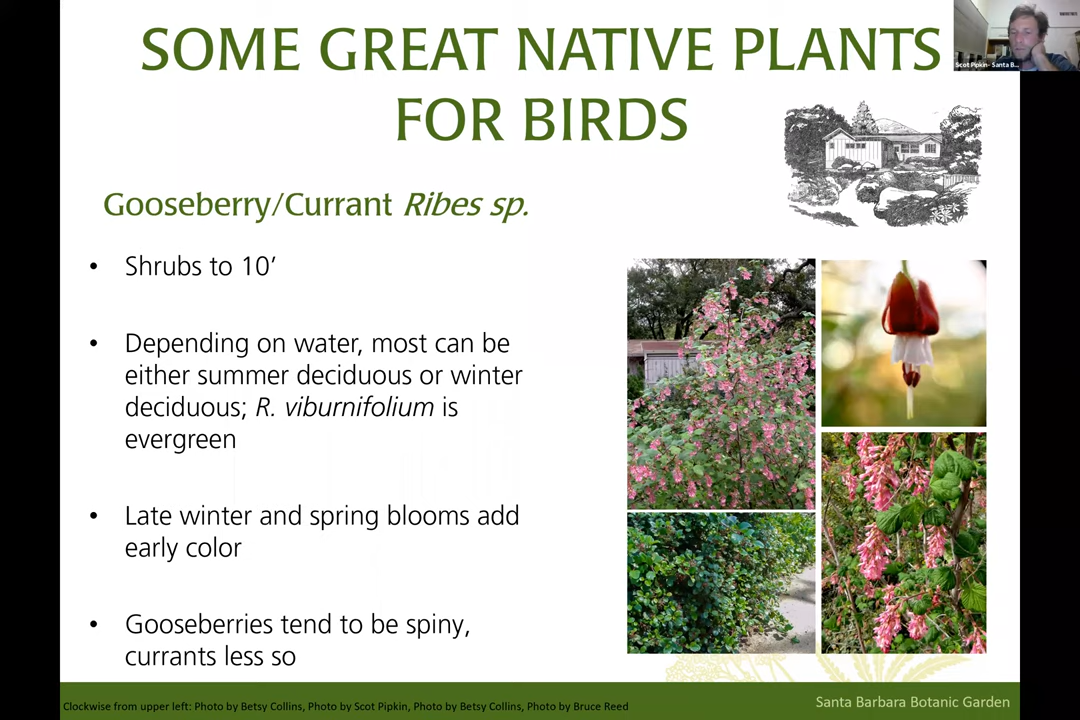 SOME GREAT NATIVE PLANTS
FOR BIRDS
Scot Pipkin- Santa B...
Gooseberry/Currant Ribes sp.
• Shrubs to 10’
• Depending on water, most can be
either summer deciduous or winter
deciduous; R. viburnifolium is
evergreen
• Late winter and spring blooms add
early color
• Gooseberries tend to be spiny,
currants less so
Clockwise from upper left: Photo by Betsy Collins, Photo by Scot Pipkin, Photo by Betsy Collins, Photo by Bruce Reed
Santa Barbara Botanic Garden